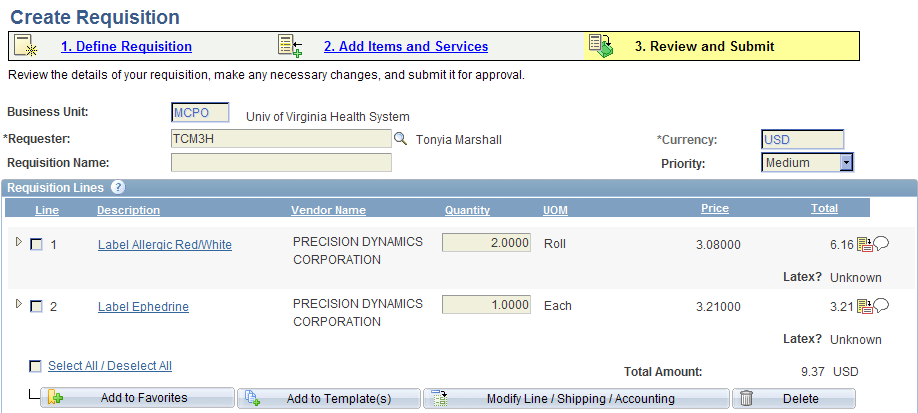 Create Requisition
1. Define Requisition 2. Add Items and Services 3. Review and Submit
Review the details of your requisition, make any necessary changes, and submit it for approval.
Business Unit: MCPO Univ of Virginia Health System
*Requester: TCM3H Tonyia Marshall *Currency: USD
Requisition Name: Priority: Medium
Requisition Lines ?
Line Description Vendor Name Quantity UOM Price Total
1 Label Allergic Red/White PRECISION DYNAMICS 2.0000 Roll 3.08000 6.16
CORPORATION
Latex? Unknown
2 Label Ephedrine PRECISION DYNAMICS 1.0000 Each 3.21000 3.21
CORPORATION
Latex? Unknown
Select All / Deselect All Total Amount: 9.37 USD
Add to Favorites Add to Template(s) Modify Line / Shipping / Accounting Delete